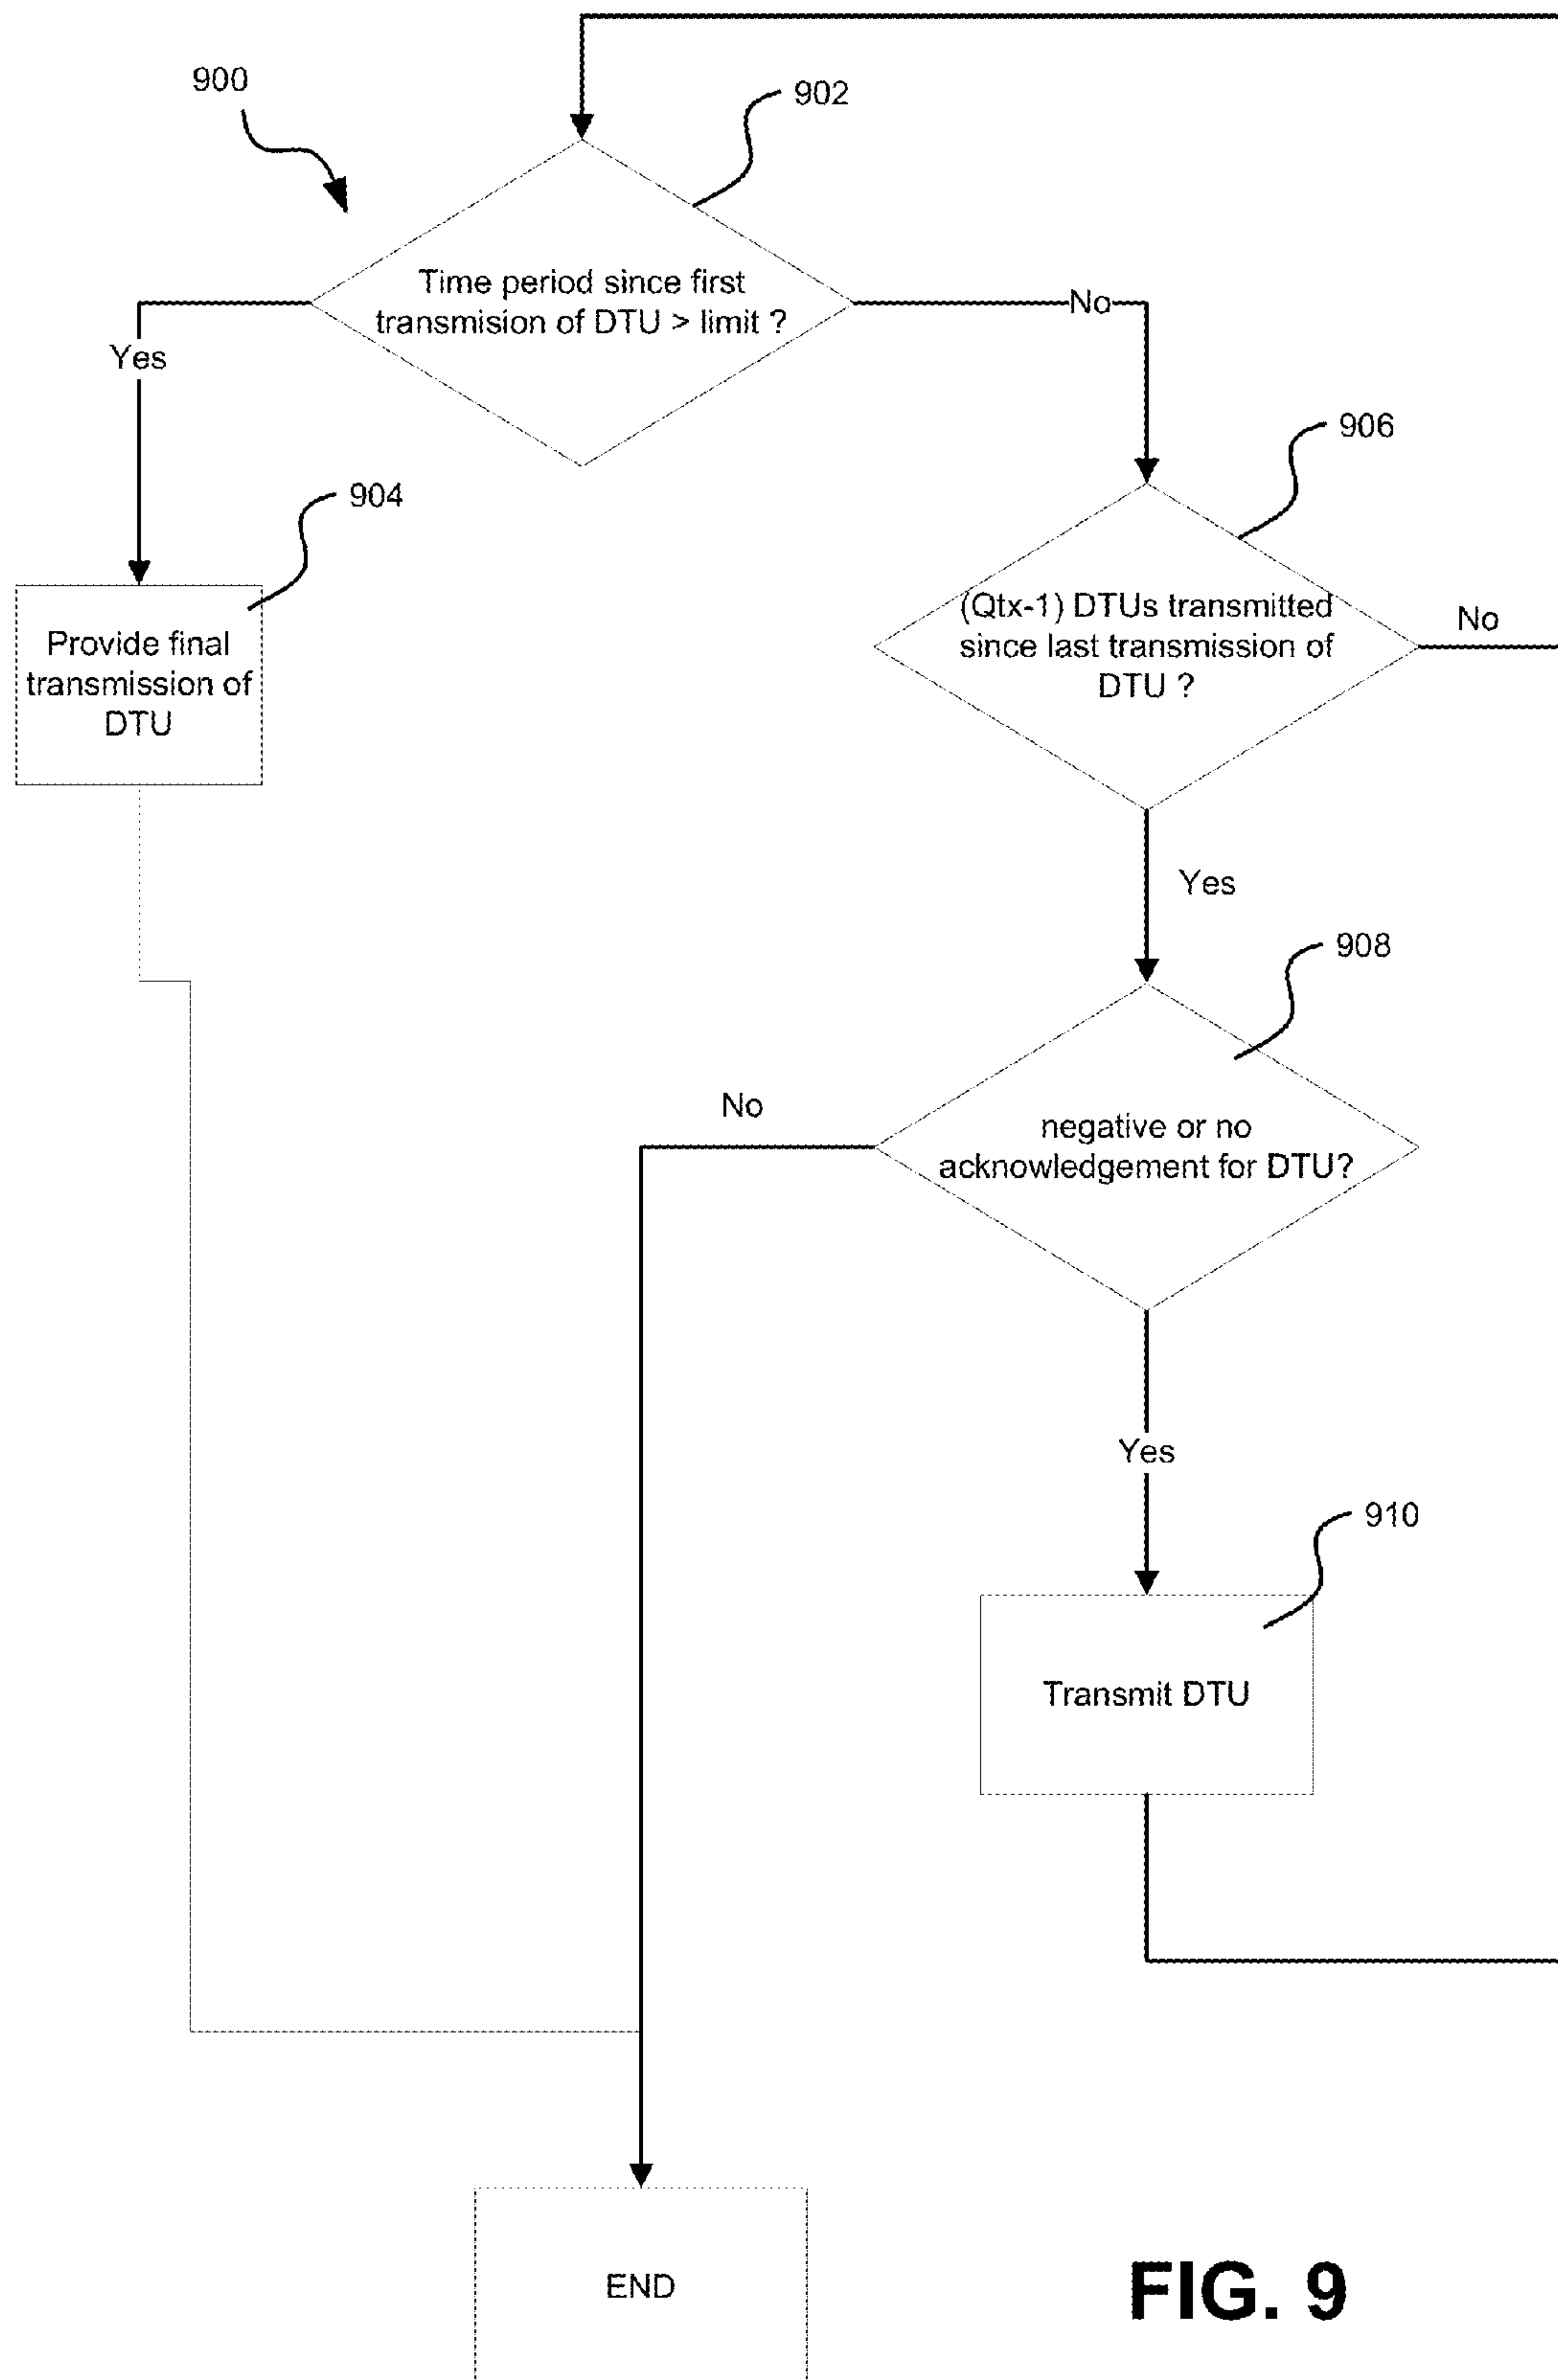 900
902
Time period since first
transmision of DTU > limit ?
Yes
No
904
Provide final
transmission of
DTU
906
(Qtx-1) DTUs transmitted
since last transmission of
DTU ?
No
Yes
908
negative or no
acknowledgement for DTU?
No
Yes
910
Transmit DTU
END
FIG. 9